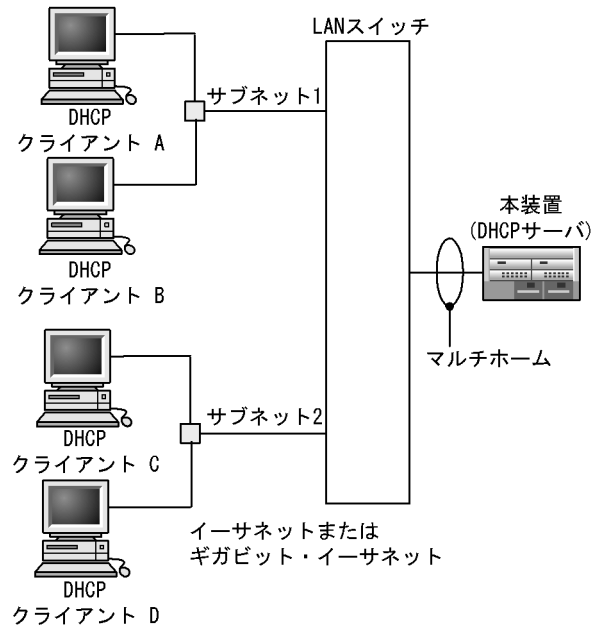 LANスイッチ
サブネット1
DHCP
クライアント A
DHCP
クライアント B
本装置
(DHCPサーバ)
マルチホーム
サブネット2
DHCP
クライアント C
DHCP
クライアント D
イーサネットまたは
ギガビット・イーサネット